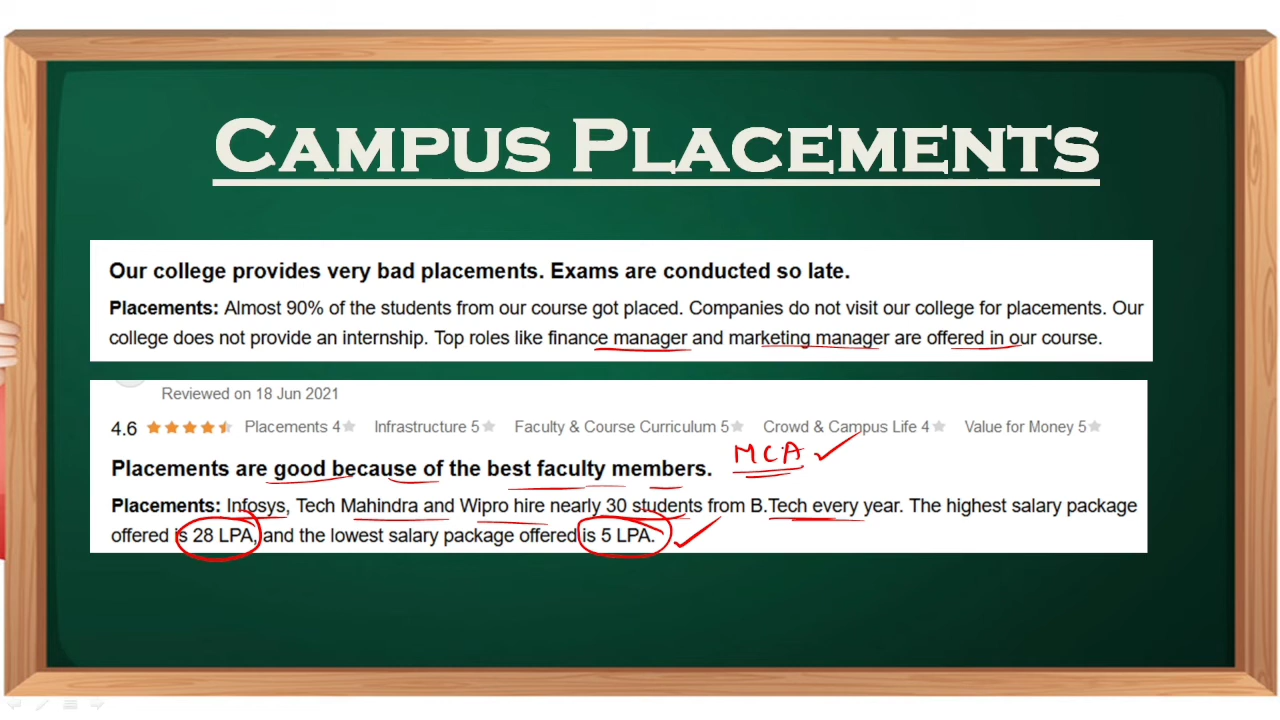 CAMPUS PLACEMENTS
Our college provides very bad placements. Exams are conducted so late.
Placements: Almost 90% of the students from our course got placed. Companies do not visit our college for placements. Our
college does not provide an internship. Top roles like finance manager and marketing manager are offered in our course.
Reviewed on 18 Jun 2021
4.6 Placements 4 Infrastructure 5 Faculty & Course Curriculum 5 Crowd & Campus Life 4 Value for Money 5
MCA
Placements are good because of the best faculty members.
Placements: Infosys, Tech Mahindra and Wipro hire nearly 30 students from B.Tech every year. The highest salary package
offered is 28 LPA, and the lowest salary package offered is 5 LPA.